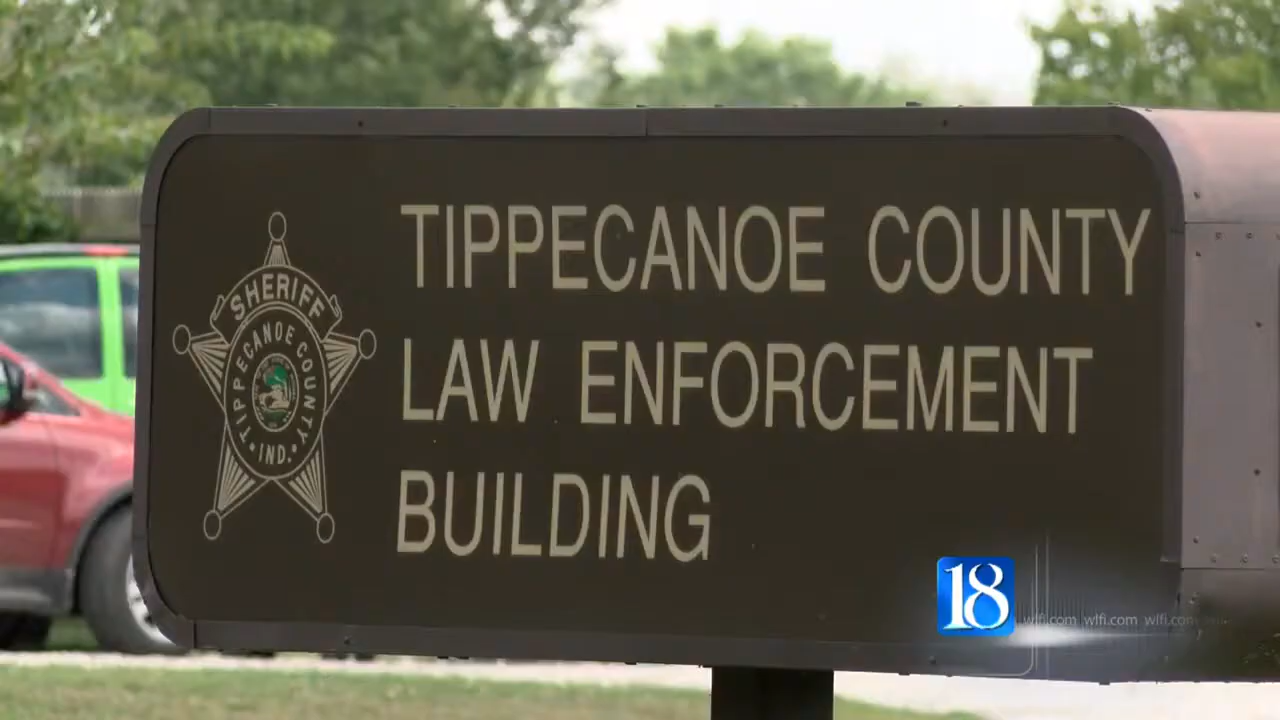 TIPPECANOE COUNTY
LAW ENFORCEMENT
BUILDING
SHERIFF
TIPPECANOE COUNTY
• IND. •
18
wlfi.com wlfi.com wlfi.com